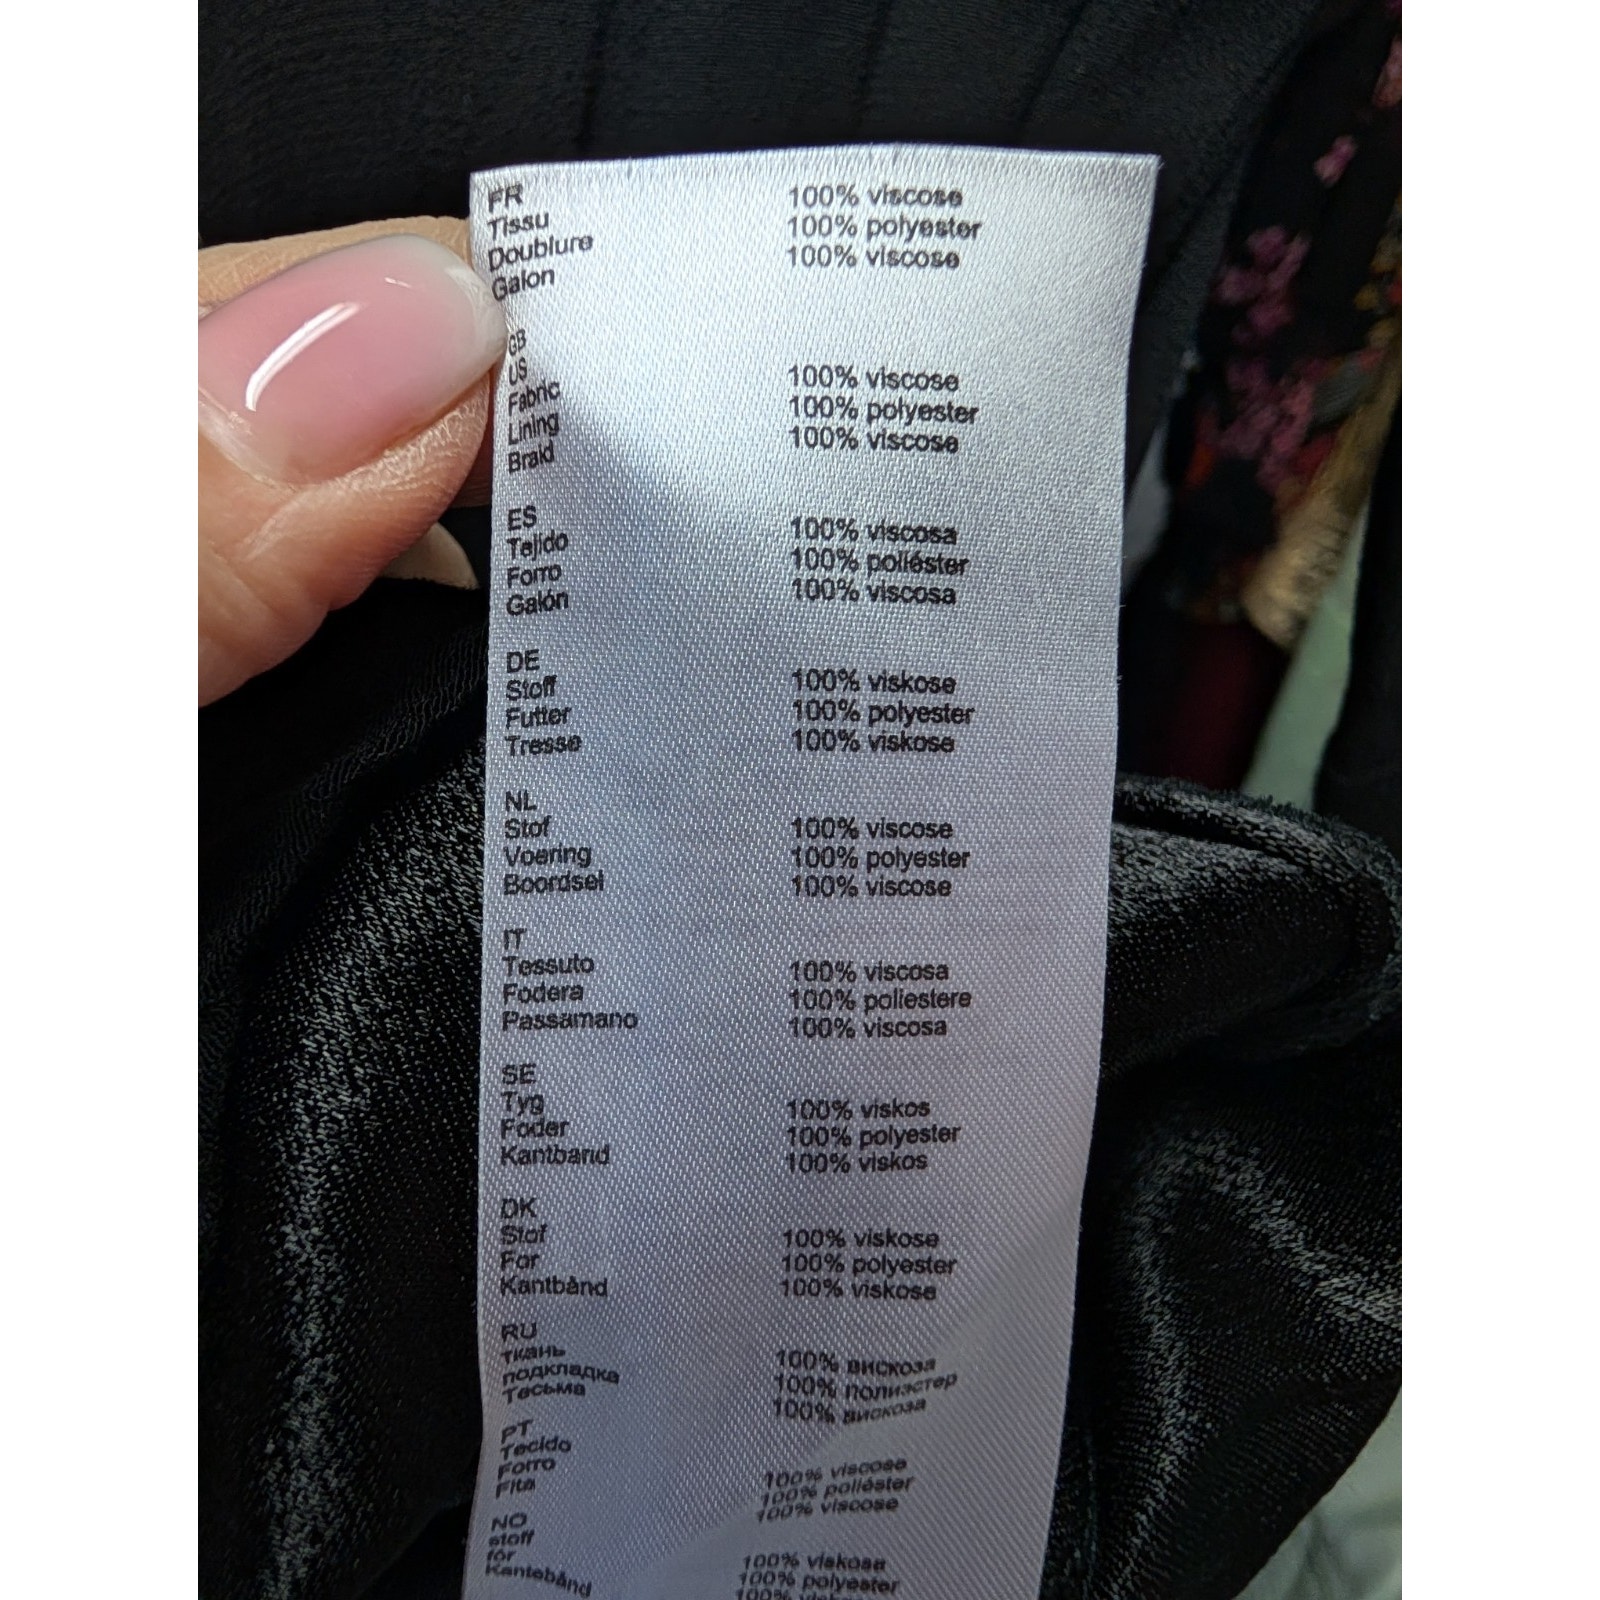 FR
Tissu 100% viscose
Doublure 100% polyester
Galon 100% viscose
GB
US
Fabric 100% viscose
Lining 100% polyester
Braid 100% viscose
ES
Tejido 100% viscosa
Forro 100% poliéster
Galón 100% viscosa
DE
Stoff 100% viskose
Futter 100% polyester
Tresse 100% viskose
NL
Stof 100% viscose
Voering 100% polyester
Boordsel 100% viscose
IT
Tessuto 100% viscosa
Fodera 100% poliestere
Passamano 100% viscosa
SE
Tyg 100% viskos
Foder 100% polyester
Kantband 100% viskos
DK
Stof 100% viskose
For 100% polyester
Kantbånd 100% viskose
RU
ткань 100% вискоза
подкладка 100% полиэстер
Тесьма 100% вискоза
PT
Tecido 100% viscose
Forro 100% poliéster
Fita 100% viscose
NO
stoff 100% viskose
fôr 100% polyester
Kantebånd 100%